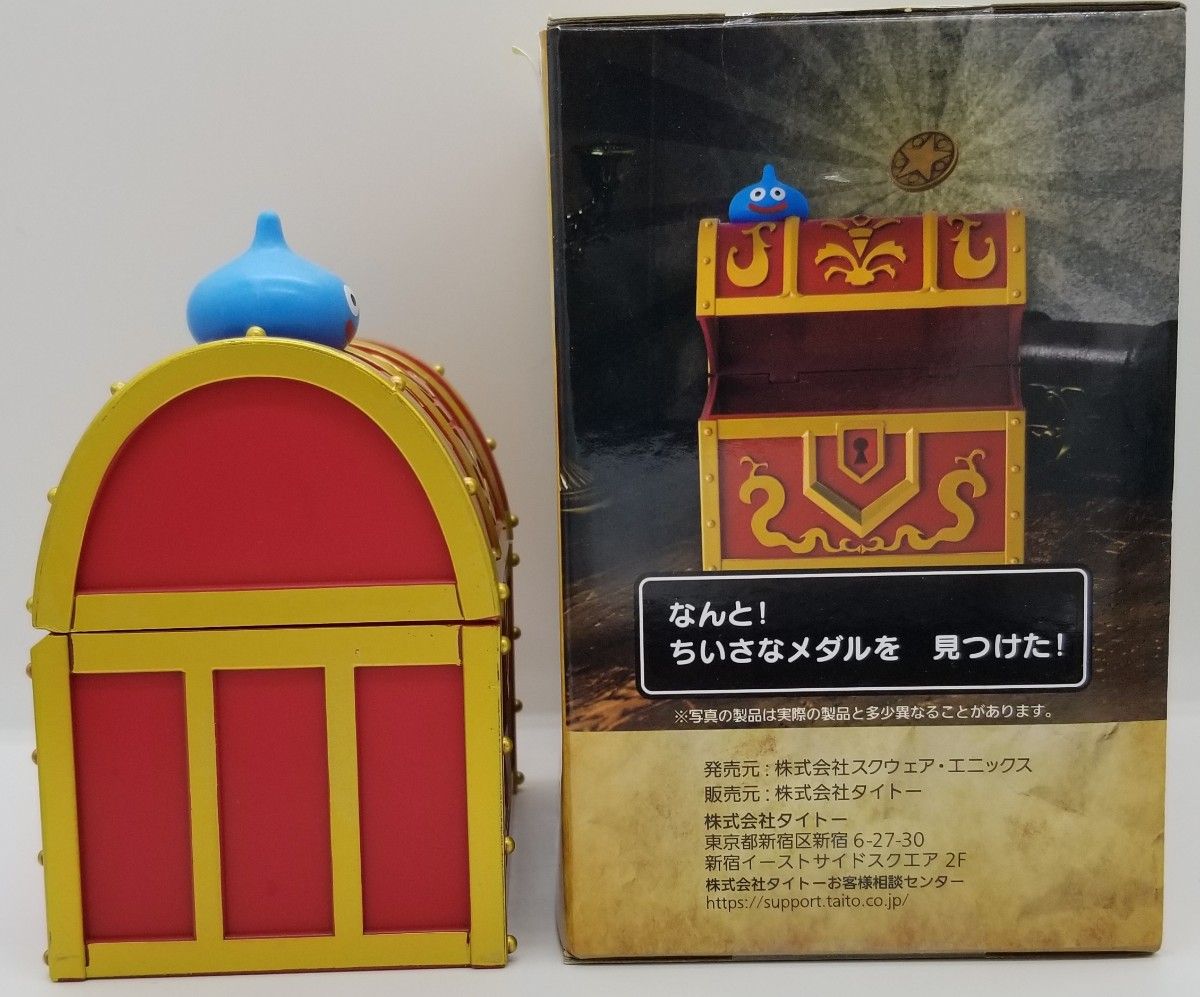 なんと!
ちいさなメダルを　見つけた!
※写真の製品は実際の製品と多少異なることがあります。
発売元:株式会社スクウェア・エニックス
販売元:株式会社タイトー
株式会社タイトー
東京都新宿区新宿 6-27-30
新宿イーストサイドスクエア 2F
株式会社タイトーお客様相談センター
https://support.taito.co.jp/